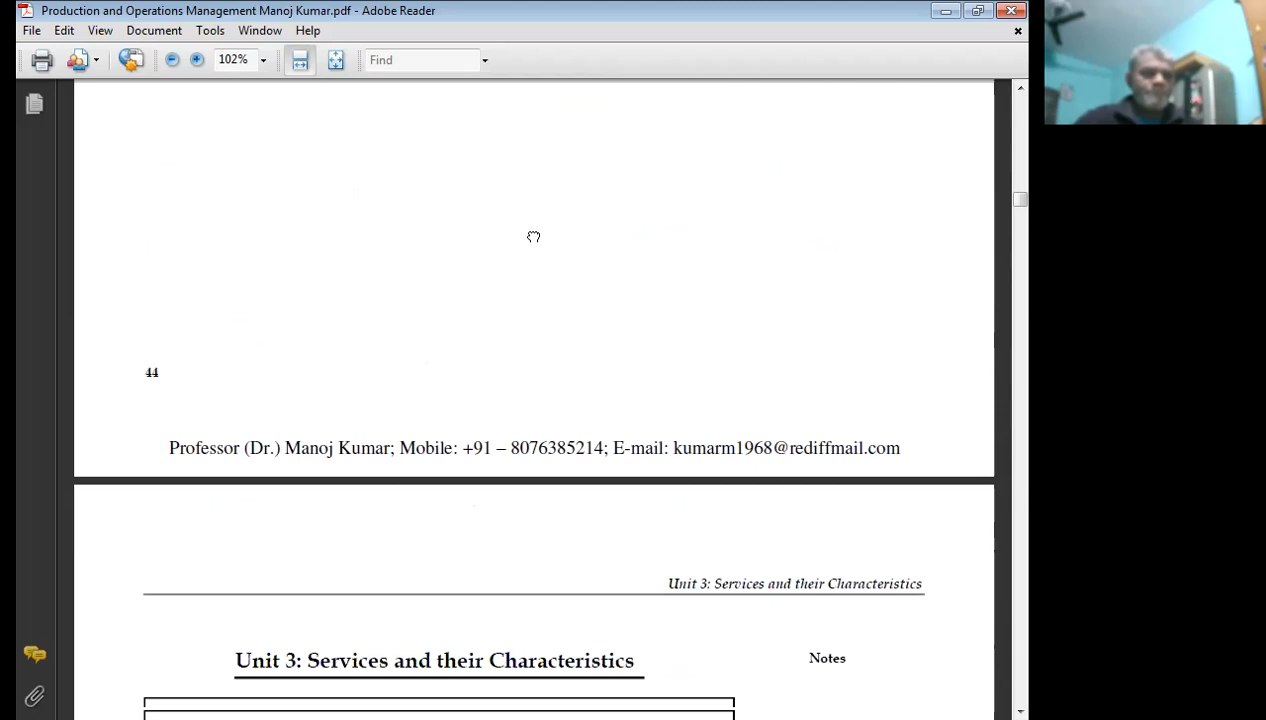 Production and Operations Management Manoj Kumar.pdf - Adobe Reader
File Edit View Document Tools Window Help
102% Find
44
Professor (Dr.) Manoj Kumar; Mobile: +91 – 8076385214; E-mail: kumarm1968@rediffmail.com
Unit 3: Services and their Characteristics
Unit 3: Services and their Characteristics Notes